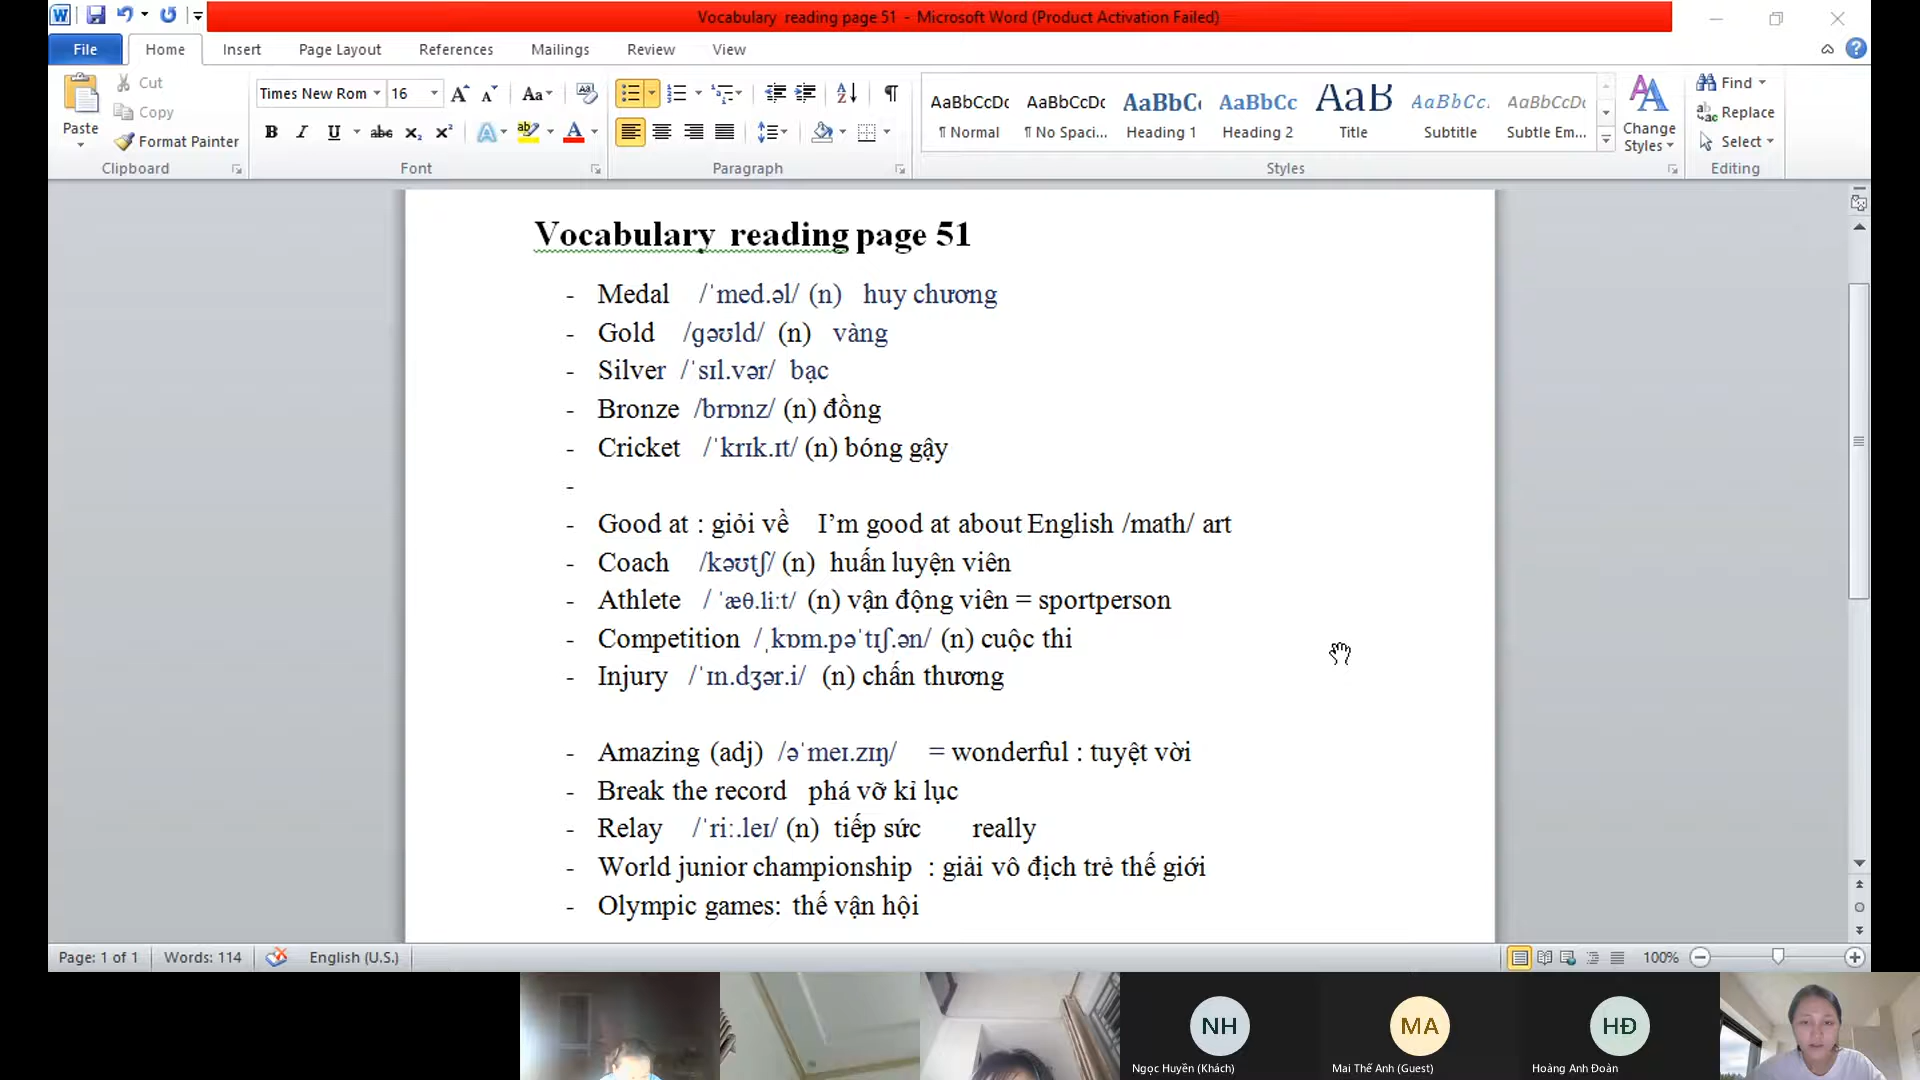 Vocabulary reading page 51 - Microsoft Word (Product Activation Failed)
File Home Insert Page Layout References Mailings Review View
Paste
Cut
Copy
Format Painter
Clipboard
Times New Rom 16
Font
Paragraph
AaBbCcDc AaBbCcDc AaBbC AaBbCc AaB AaBbCc. AaBbCcDc
¶ Normal ¶ No Spaci... Heading 1 Heading 2 Title Subtitle Subtle Em...
Change Styles
Styles
Find
Replace
Select
Editing
Vocabulary reading page 51
- Medal /ˈmed.əl/ (n) huy chương
- Gold /ɡəʊld/ (n) vàng
- Silver /ˈsɪl.vər/ bạc
- Bronze /brɒnz/ (n) đồng
- Cricket /ˈkrɪk.ɪt/ (n) bóng gậy
-
- Good at : giỏi về I’m good at about English /math/ art
- Coach /kəʊtʃ/ (n) huấn luyện viên
- Athlete / ˈæθ.liːt/ (n) vận động viên = sportperson
- Competition /ˌkɒm.pəˈtɪʃ.ən/ (n) cuộc thi
- Injury /ˈɪn.dʒər.i/ (n) chấn thương
- Amazing (adj) /əˈmeɪ.zɪŋ/ = wonderful : tuyệt vời
- Break the record phá vỡ kỉ lục
- Relay /ˈriː.leɪ/ (n) tiếp sức really
- World junior championship : giải vô địch trẻ thế giới
- Olympic games: thế vận hội
Page: 1 of 1 Words: 114 English (U.S.) 100%
NH MA HĐ
Ngọc Huyền (Khách) Mai Thế Anh (Guest) Hoàng Anh Đoàn